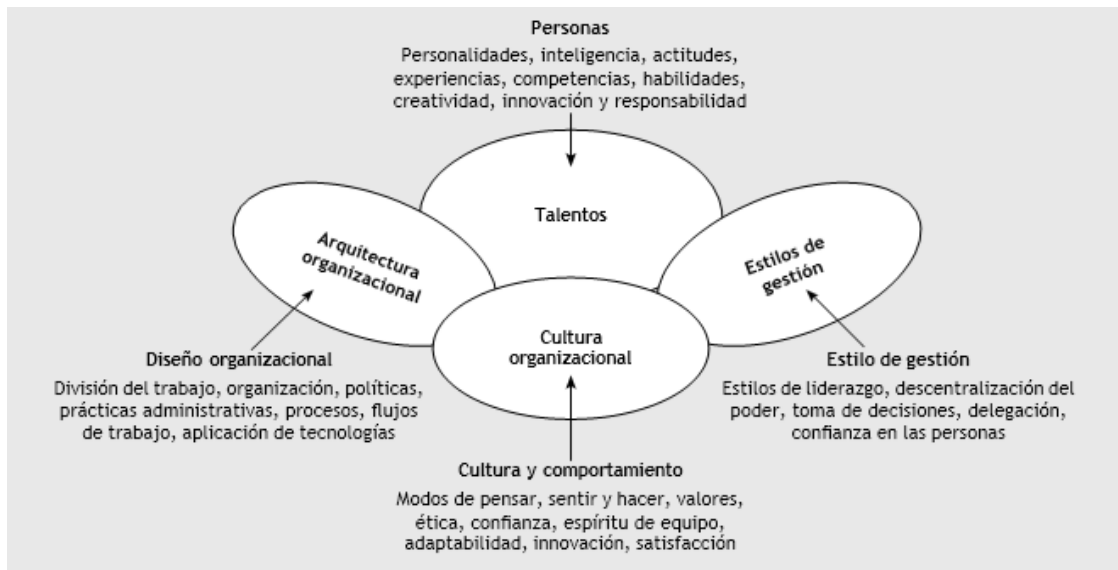 Personas
Personalidades, inteligencia, actitudes,
experiencias, competencias, habilidades,
creatividad, innovación y responsabilidad
Talentos
Arquitectura
organizacional
Estilos de
gestión
Cultura
organizacional
Diseño organizacional
División del trabajo, organización, políticas,
prácticas administrativas, procesos, flujos
de trabajo, aplicación de tecnologías
Estilo de gestión
Estilos de liderazgo, descentralización del
poder, toma de decisiones, delegación,
confianza en las personas
Cultura y comportamiento
Modos de pensar, sentir y hacer, valores,
ética, confianza, espíritu de equipo,
adaptabilidad, innovación, satisfacción